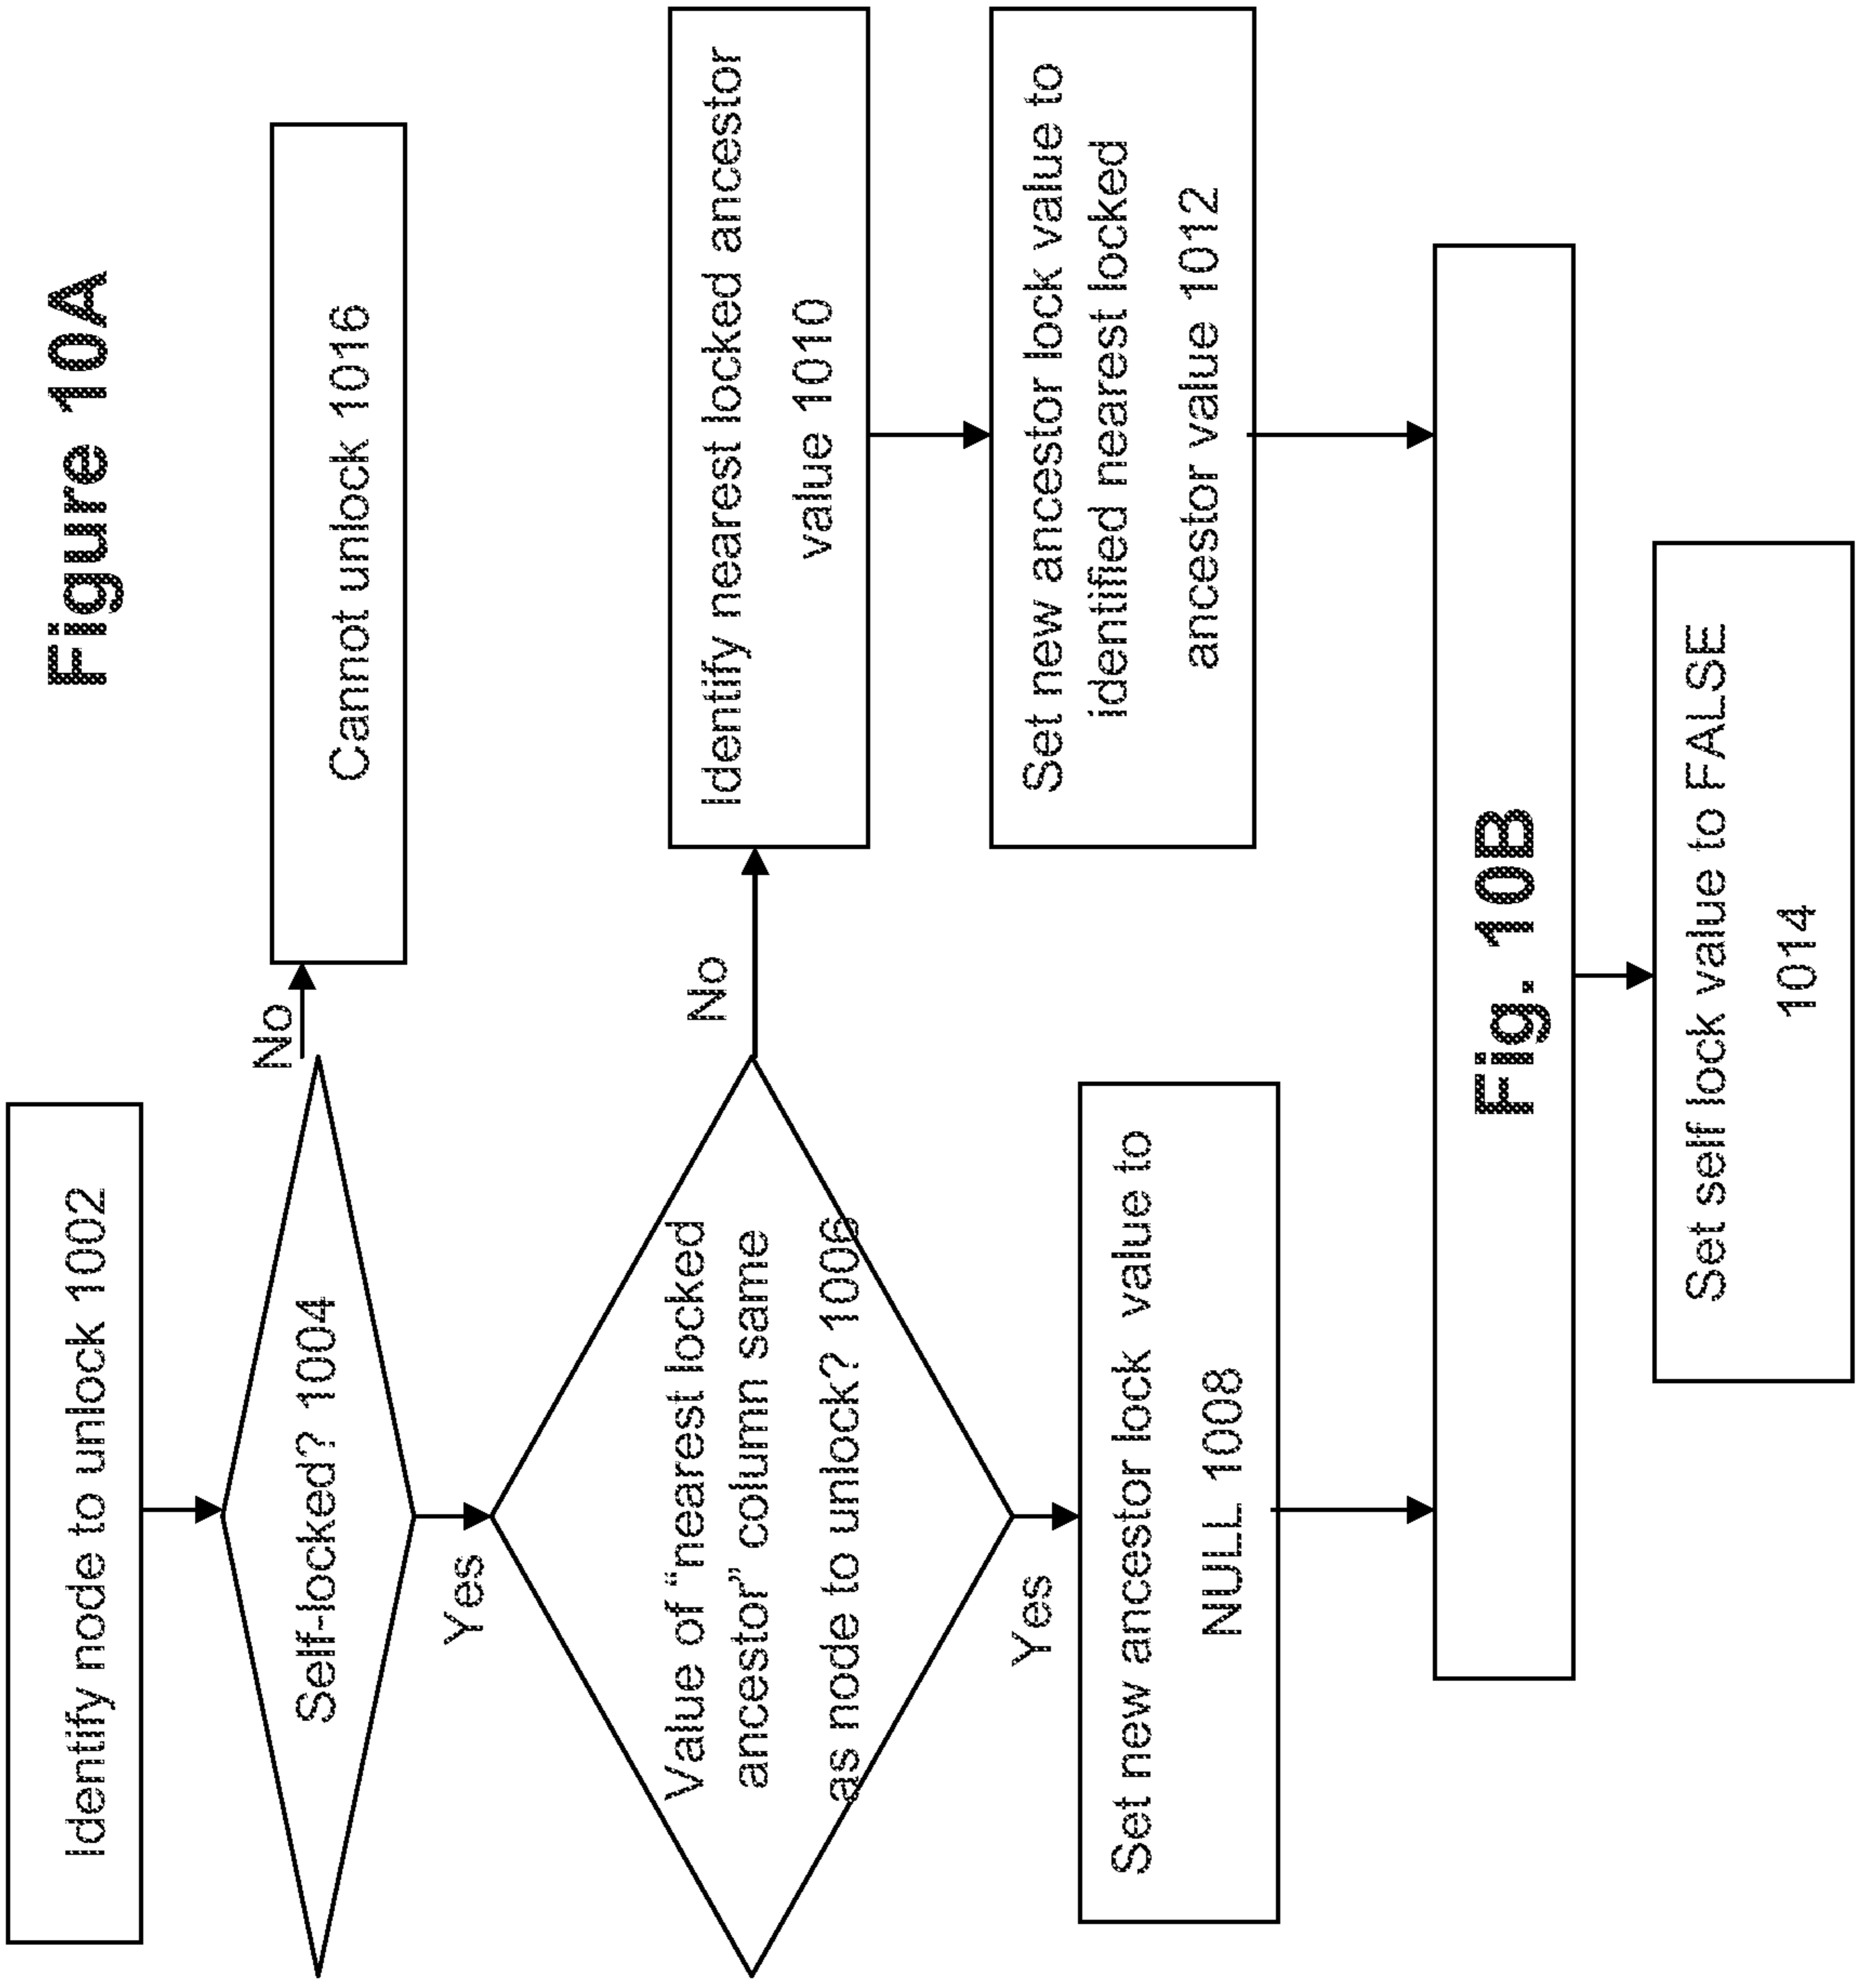 Figure 10A
Identify node to unlock 1002
Self-locked? 1004
No
Cannot unlock 1016
Yes
Value of “nearest locked
ancestor” column same
as node to unlock? 1006
No
Identify nearest locked ancestor
value 1010
Set new ancestor lock value to
identified nearest locked
ancestor value 1012
Yes
Set new ancestor lock value to
NULL 1008
Fig. 10B
Set self lock value to FALSE
1014